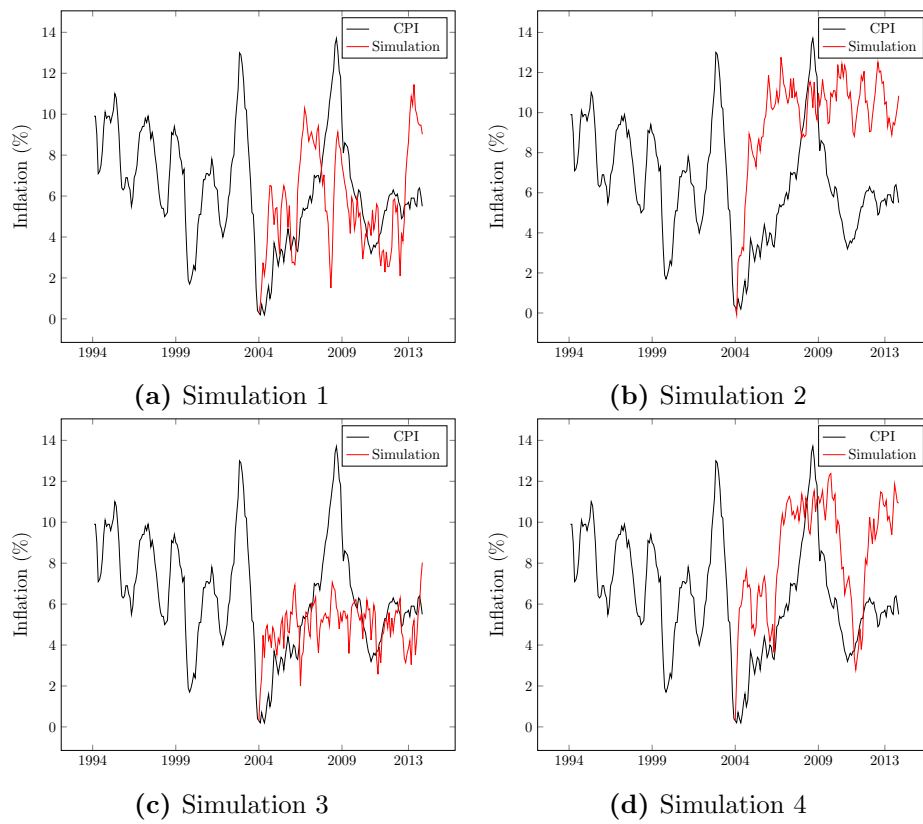 CPI
Simulation
14
12
10
8
6
4
2
0
Inflation (%)
1994 1999 2004 2009 2013
(a) Simulation 1
CPI
Simulation
14
12
10
8
6
4
2
0
Inflation (%)
1994 1999 2004 2009 2013
(b) Simulation 2
CPI
Simulation
14
12
10
8
6
4
2
0
Inflation (%)
1994 1999 2004 2009 2013
(c) Simulation 3
CPI
Simulation
14
12
10
8
6
4
2
0
Inflation (%)
1994 1999 2004 2009 2013
(d) Simulation 4